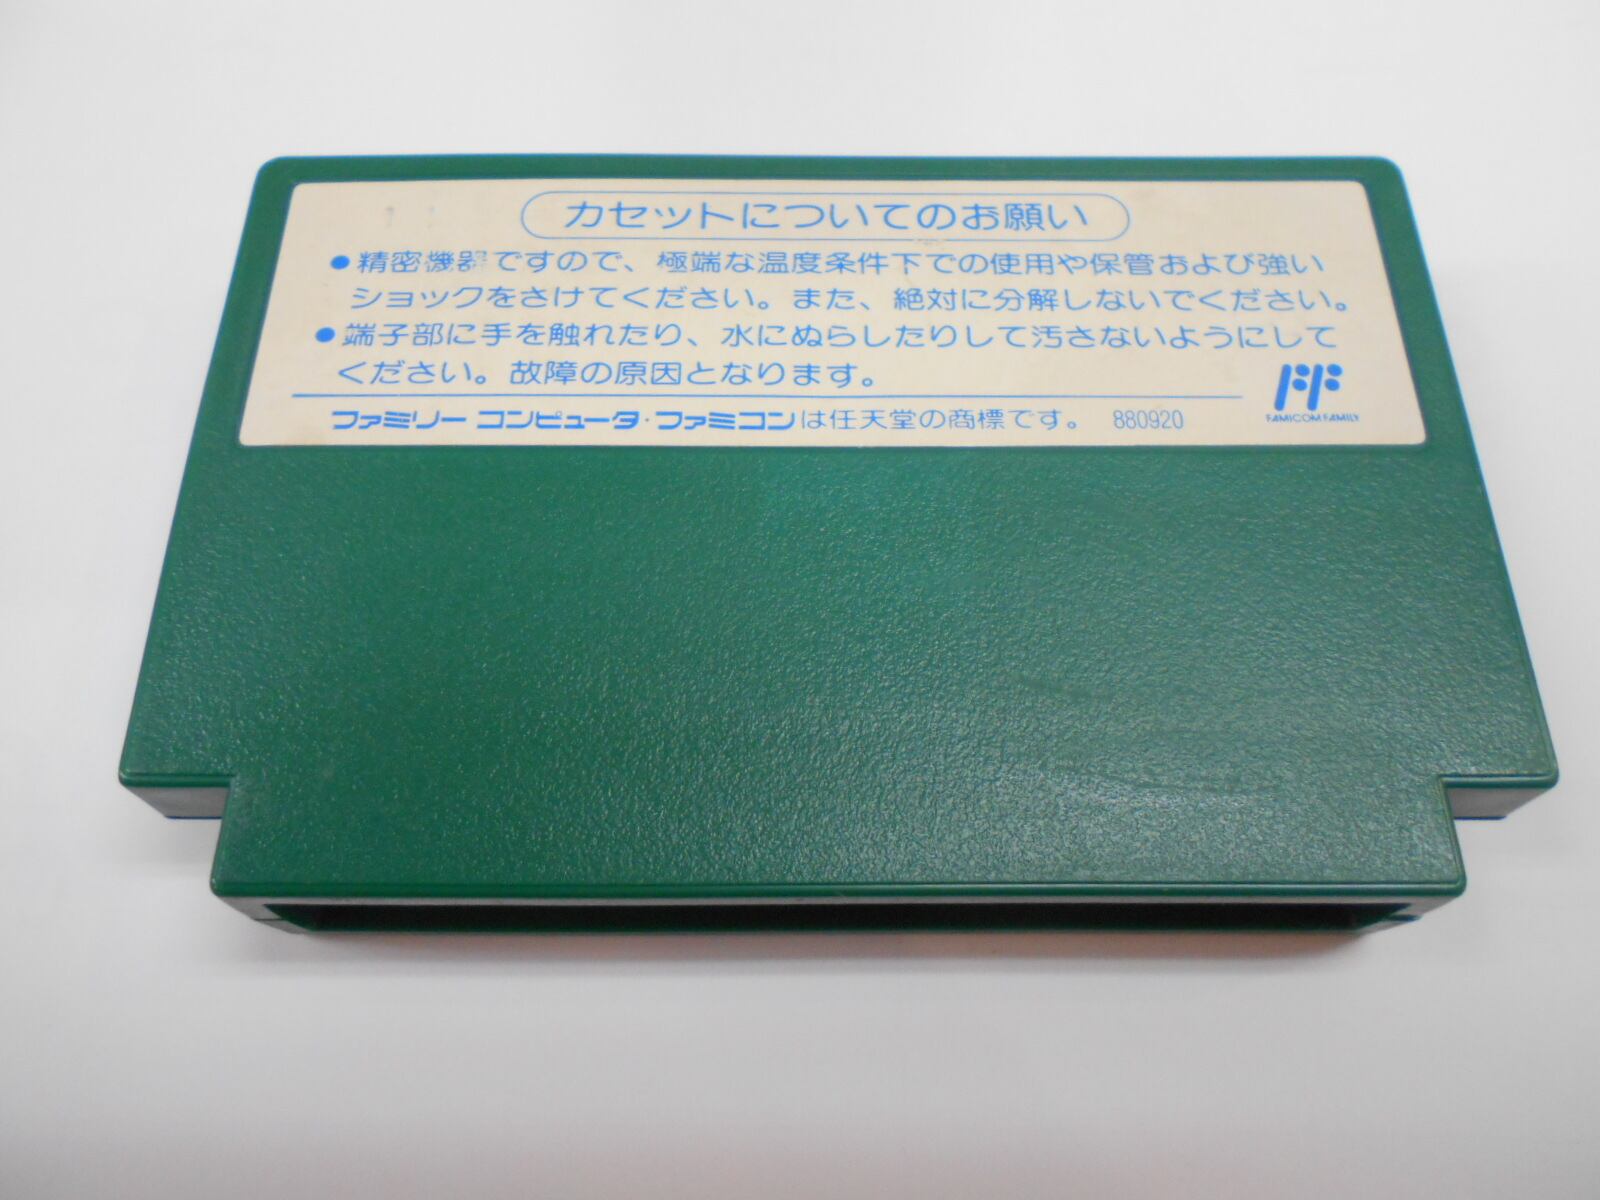 カセットについてのお願い
●精密機器ですので、極端な温度条件下での使用や保管および強い
ショックをさけてください。また、絶対に分解しないでください。
●端子部に手を触れたり、水にぬらしたりして汚さないようにして
ください。故障の原因となります。
ファミリー コンピュータ・ファミコンは任天堂の商標です。 880920
FF
FAMICOM FAMILY